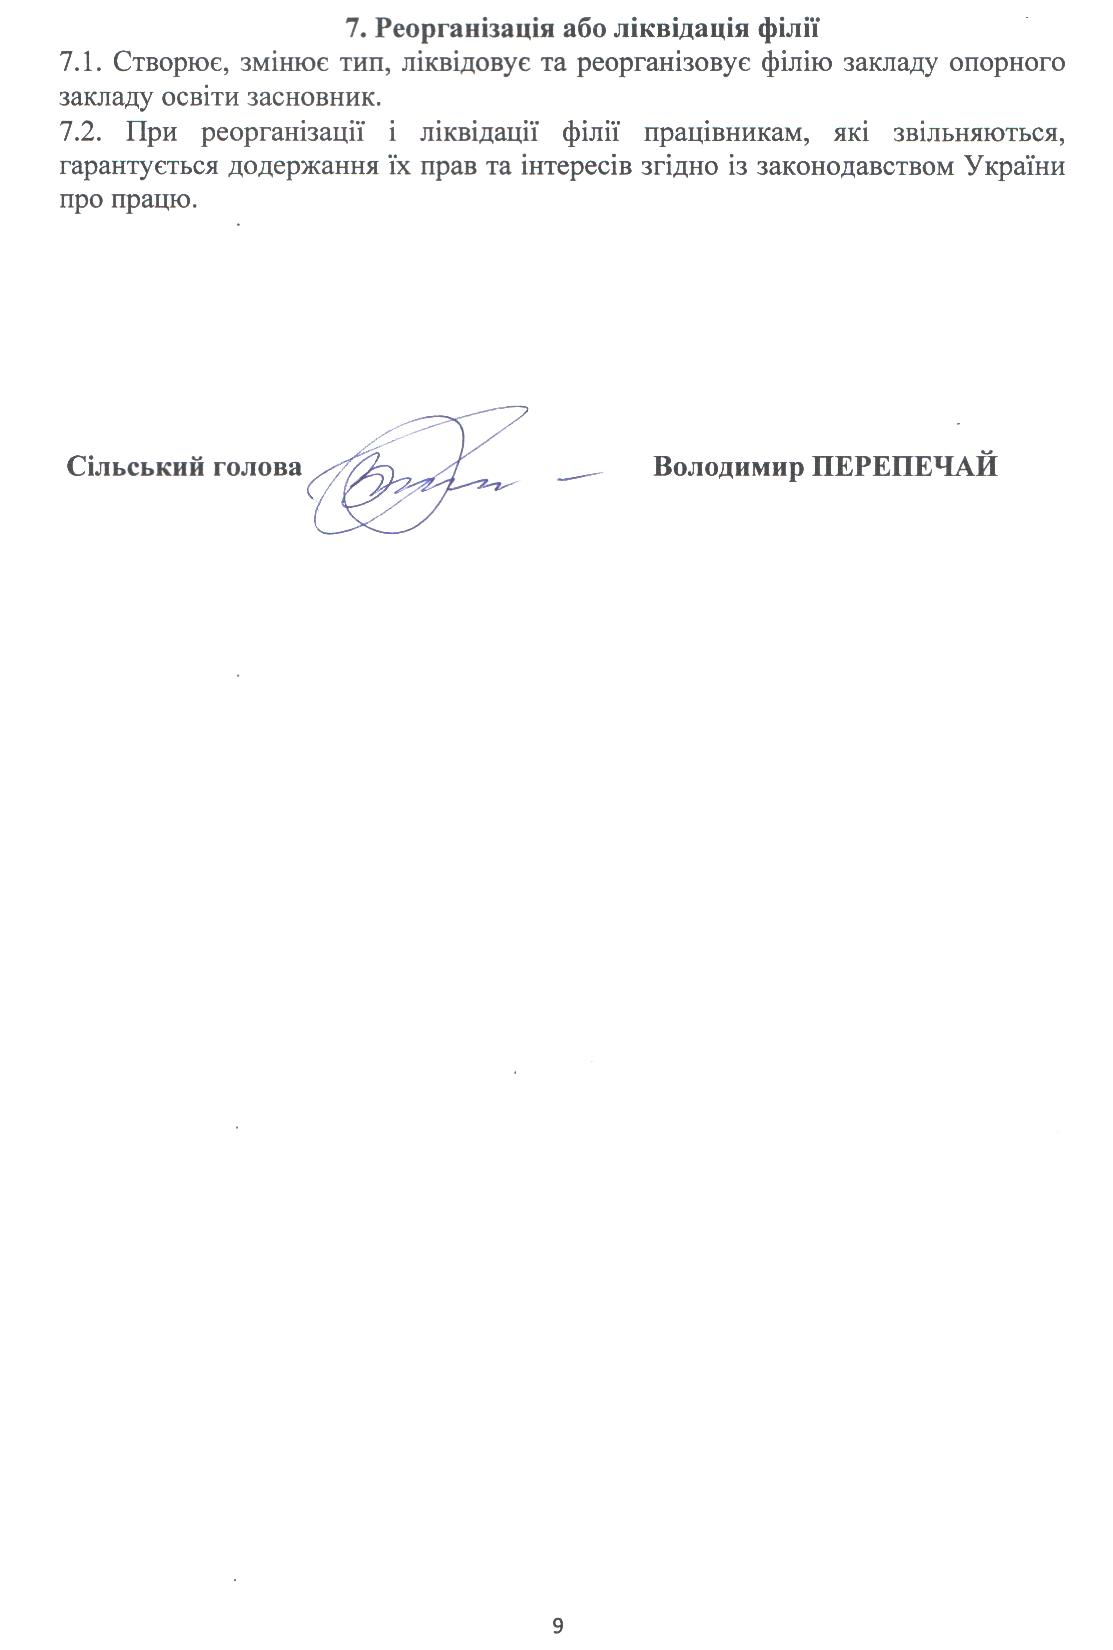 7. Реорганізація або ліквідація філії
7.1. Створює, змінює тип, ліквідовує та реорганізовує філію закладу опорного
закладу освіти засновник.
7.2. При реорганізації і ліквідації філії працівникам, які звільняються,
гарантується додержання їх прав та інтересів згідно із законодавством України
про працю.
Сільський голова Володимир ПЕРЕПЕЧАЙ
9